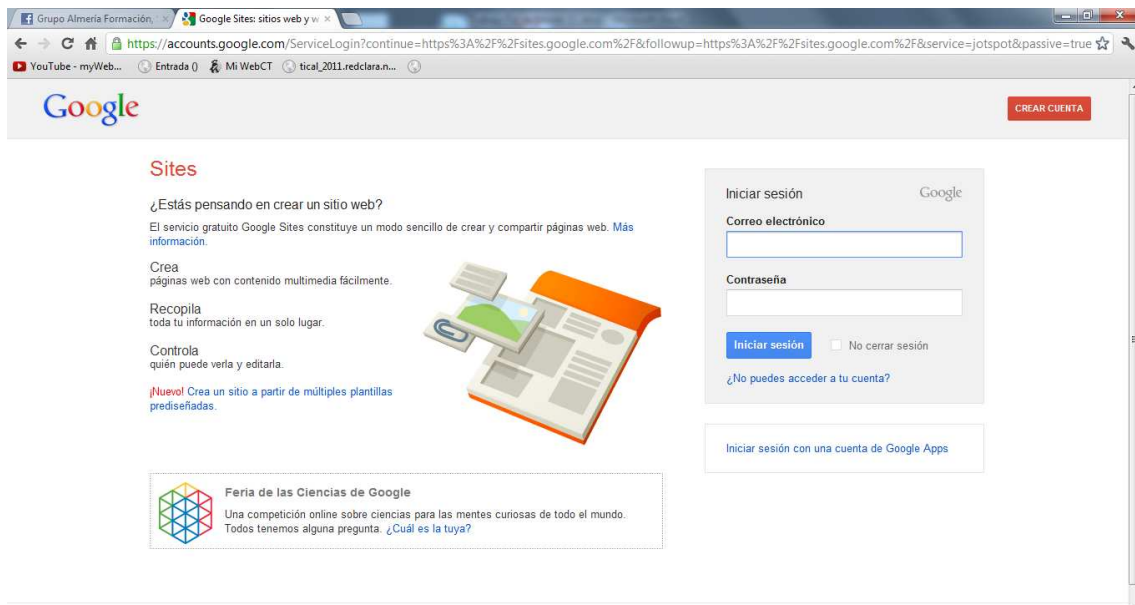 Grupo Almería Formación,
Google Sites: sitios web y w
https://accounts.google.com/ServiceLogin?continue=https%3A%2F%2Fsites.google.com%2F&followup=https%3A%2F%2Fsites.google.com%2F&service=jotspot&passive=true
YouTube - myWeb... Entrada () Mi WebCT tical_2011.redclara.n...
Google
CREAR CUENTA
Sites
¿Estás pensando en crear un sitio web?
El servicio gratuito Google Sites constituye un modo sencillo de crear y compartir páginas web. Más
información.
Crea
páginas web con contenido multimedia fácilmente.
Recopila
toda tu información en un solo lugar.
Controla
quién puede verla y editarla.
¡Nuevo! Crea un sitio a partir de múltiples plantillas
prediseñadas.
Feria de las Ciencias de Google
Una competición online sobre ciencias para las mentes curiosas de todo el mundo.
Todos tenemos alguna pregunta. ¿Cuál es la tuya?
Iniciar sesión Google
Correo electrónico
Contraseña
Iniciar sesión No cerrar sesión
¿No puedes acceder a tu cuenta?
Iniciar sesión con una cuenta de Google Apps